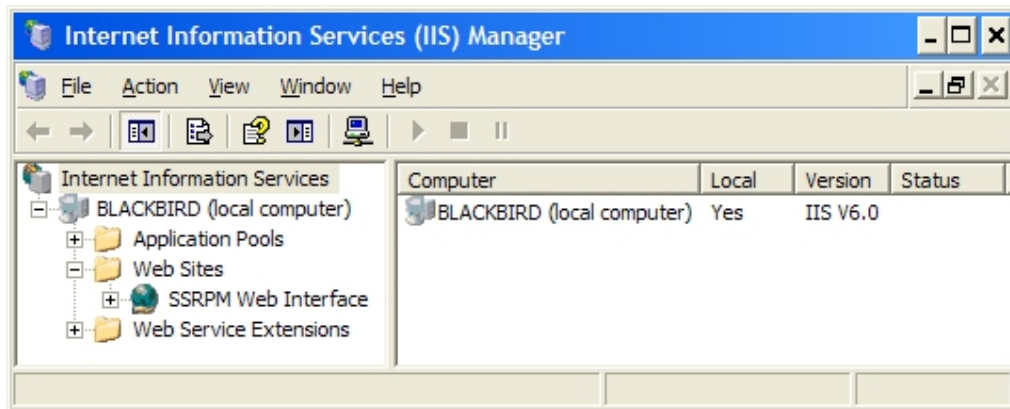 Internet Information Services (IIS) Manager
File Action View Window Help
Internet Information Services
BLACKBIRD (local computer)
Application Pools
Web Sites
SSRPM Web Interface
Web Service Extensions
Computer Local Version Status
BLACKBIRD (local computer) Yes IIS V6.0